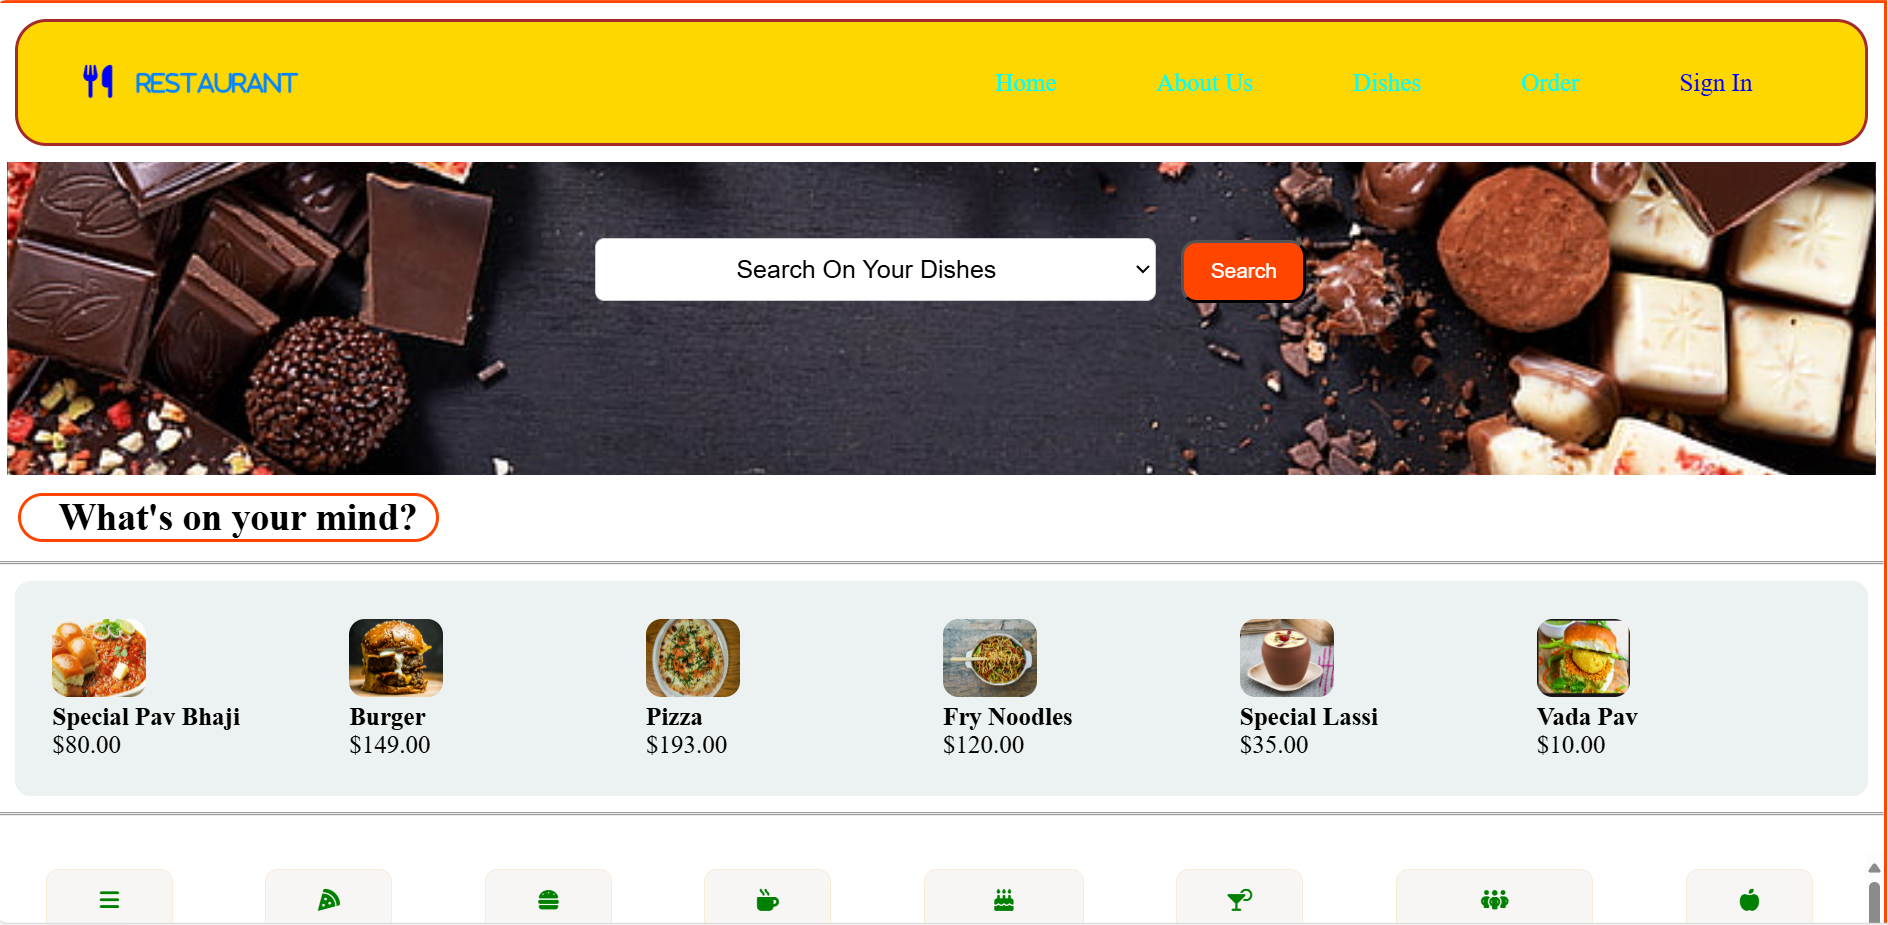 RESTAURANT
Home About Us Dishes Order Sign In
Search On Your Dishes Search
What's on your mind?
Special Pav Bhaji Burger Pizza Fry Noodles Special Lassi Vada Pav
$80.00 $149.00 $193.00 $120.00 $35.00 $10.00